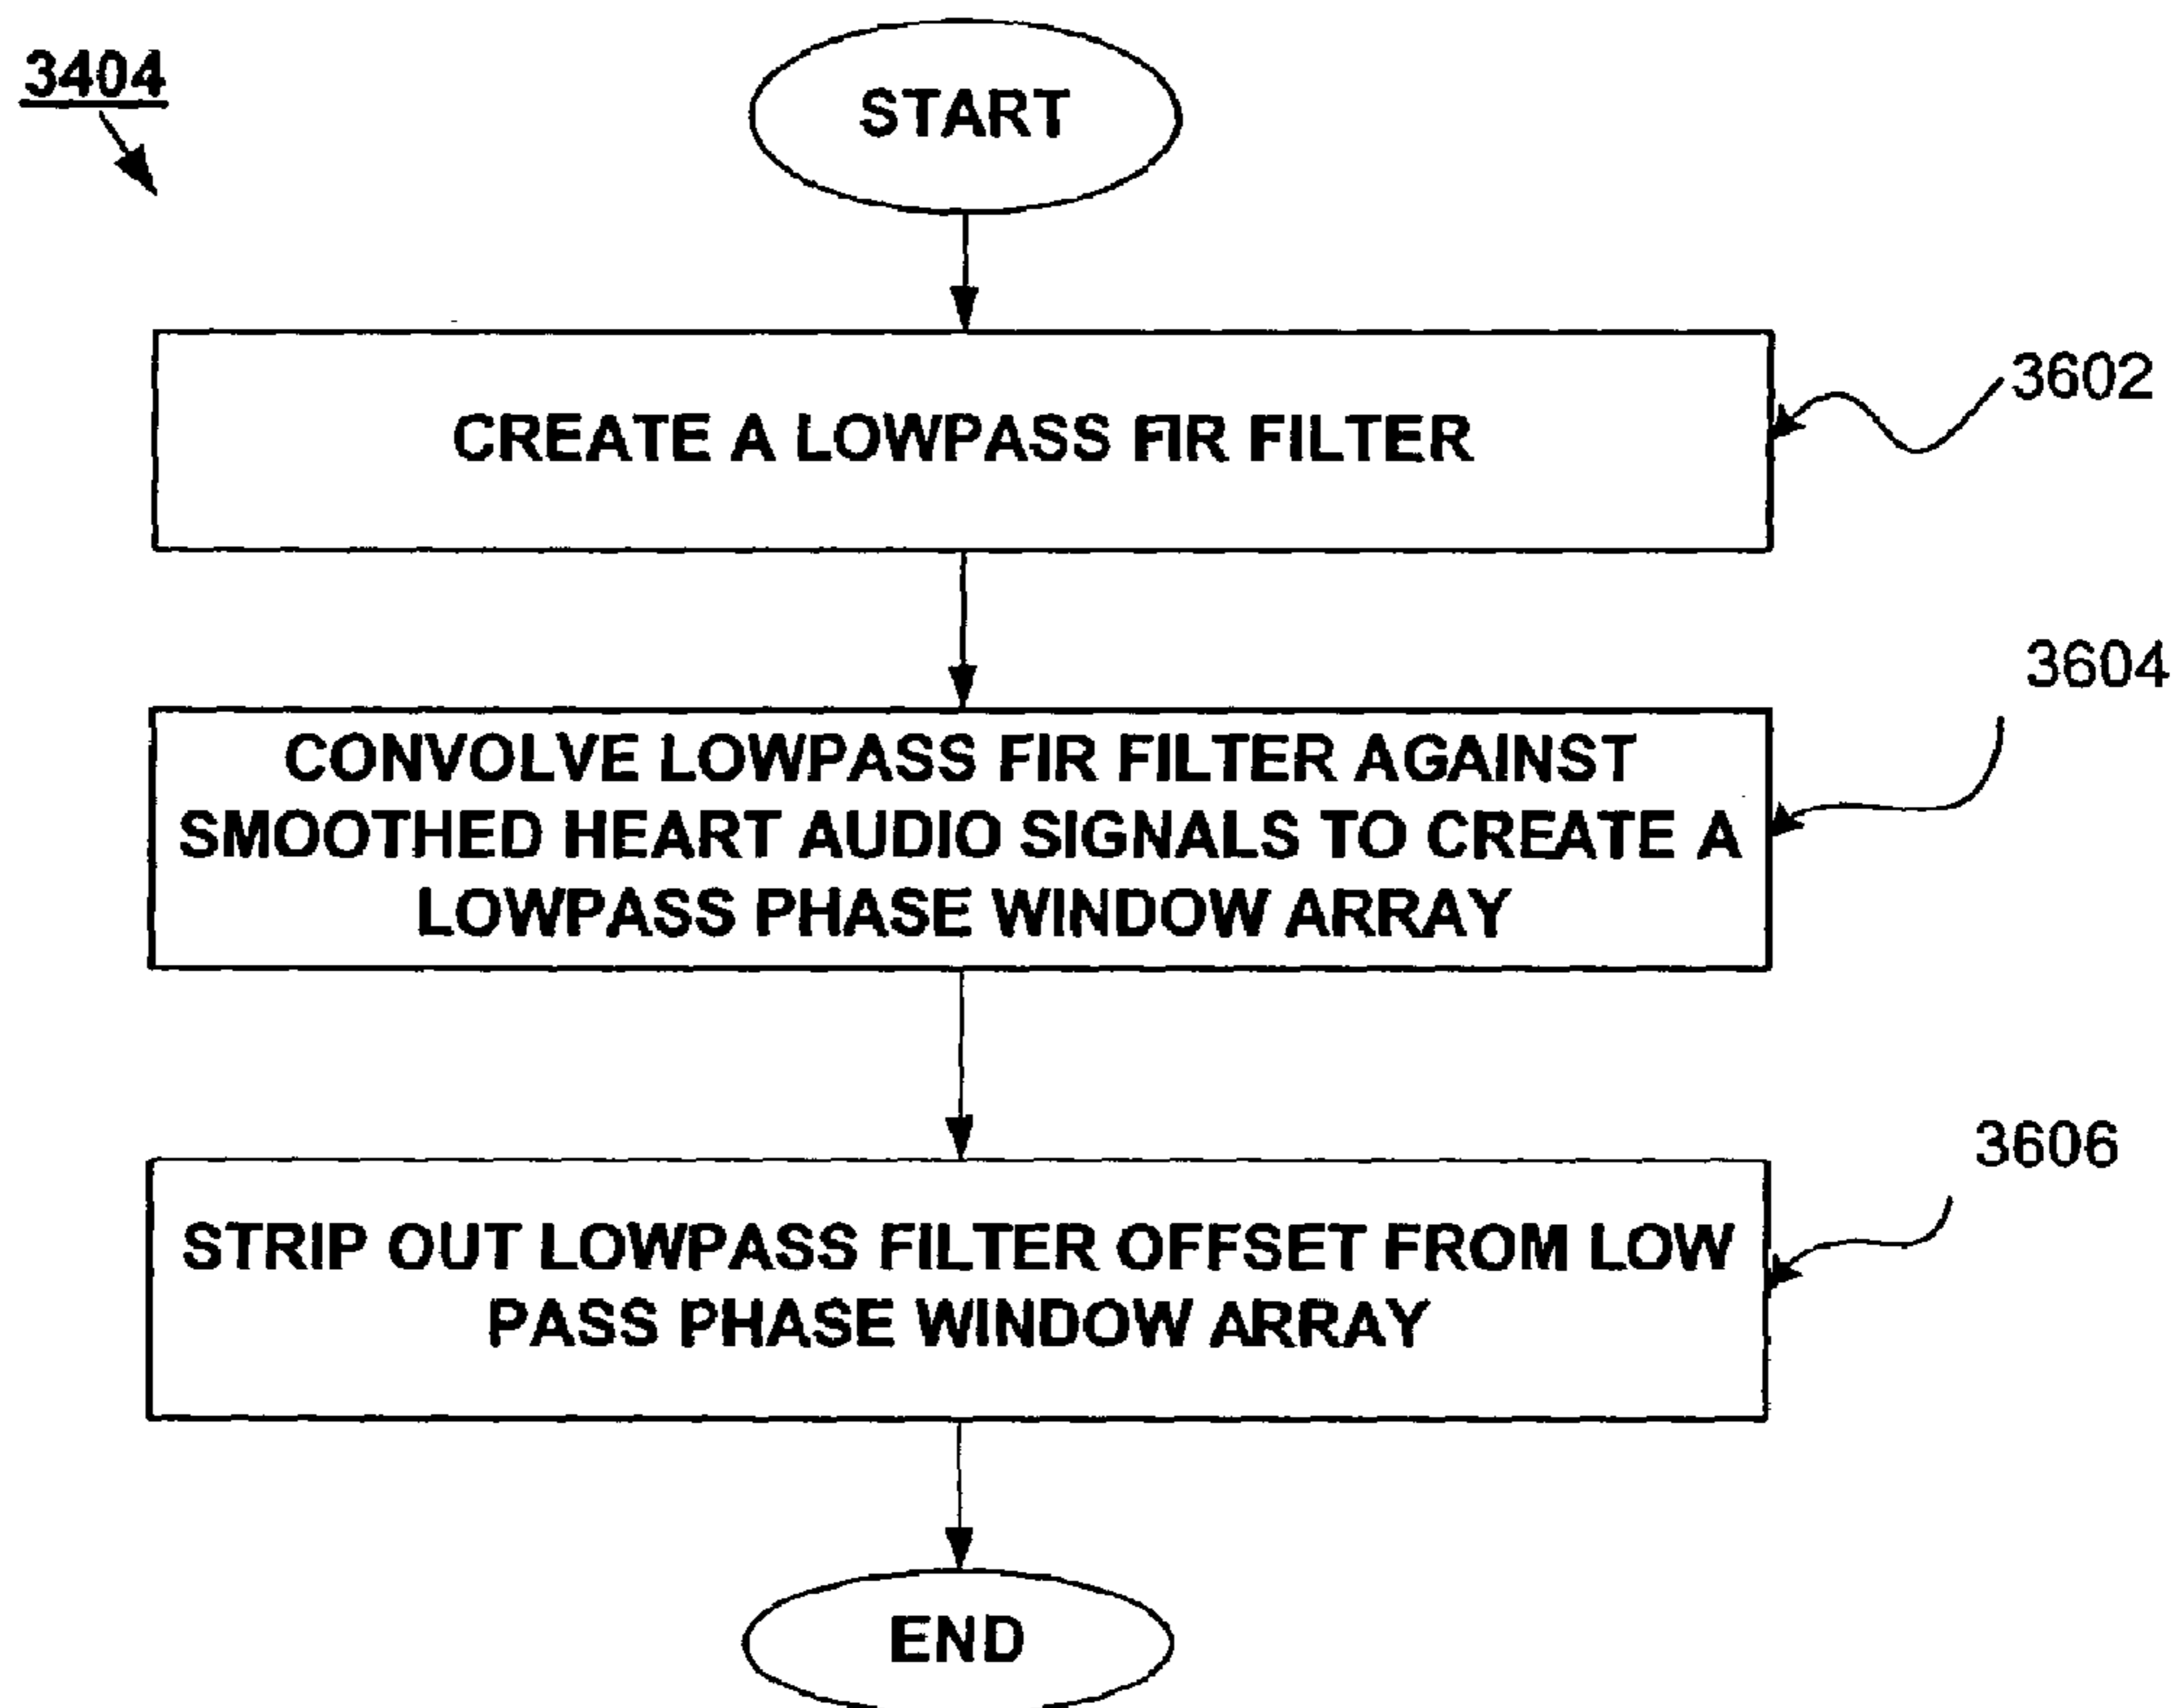 3404
START
CREATE A LOWPASS FIR FILTER
3602
3604
CONVOLVE LOWPASS FIR FILTER AGAINST
SMOOTHED HEART AUDIO SIGNALS TO CREATE A
LOWPASS PHASE WINDOW ARRAY
3606
STRIP OUT LOWPASS FILTER OFFSET FROM LOW
PASS PHASE WINDOW ARRAY
END